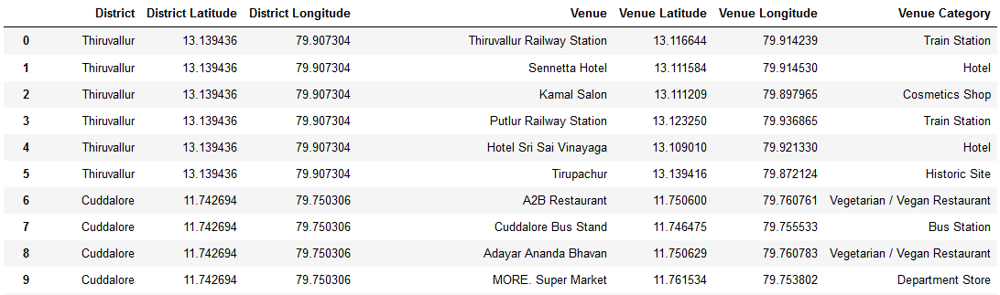 District District Latitude District Longitude Venue Venue Latitude Venue Longitude Venue Category
0 Thiruvallur 13.139436 79.907304 Thiruvallur Railway Station 13.116644 79.914239 Train Station
1 Thiruvallur 13.139436 79.907304 Sennetta Hotel 13.111584 79.914530 Hotel
2 Thiruvallur 13.139436 79.907304 Kamal Salon 13.111209 79.897965 Cosmetics Shop
3 Thiruvallur 13.139436 79.907304 Putlur Railway Station 13.123250 79.936865 Train Station
4 Thiruvallur 13.139436 79.907304 Hotel Sri Sai Vinayaga 13.109010 79.921330 Hotel
5 Thiruvallur 13.139436 79.907304 Tirupachur 13.139416 79.872124 Historic Site
6 Cuddalore 11.742694 79.750306 A2B Restaurant 11.750600 79.760761 Vegetarian / Vegan Restaurant
7 Cuddalore 11.742694 79.750306 Cuddalore Bus Stand 11.746475 79.755533 Bus Station
8 Cuddalore 11.742694 79.750306 Adayar Ananda Bhavan 11.750629 79.760783 Vegetarian / Vegan Restaurant
9 Cuddalore 11.742694 79.750306 MORE. Super Market 11.761534 79.753802 Department Store